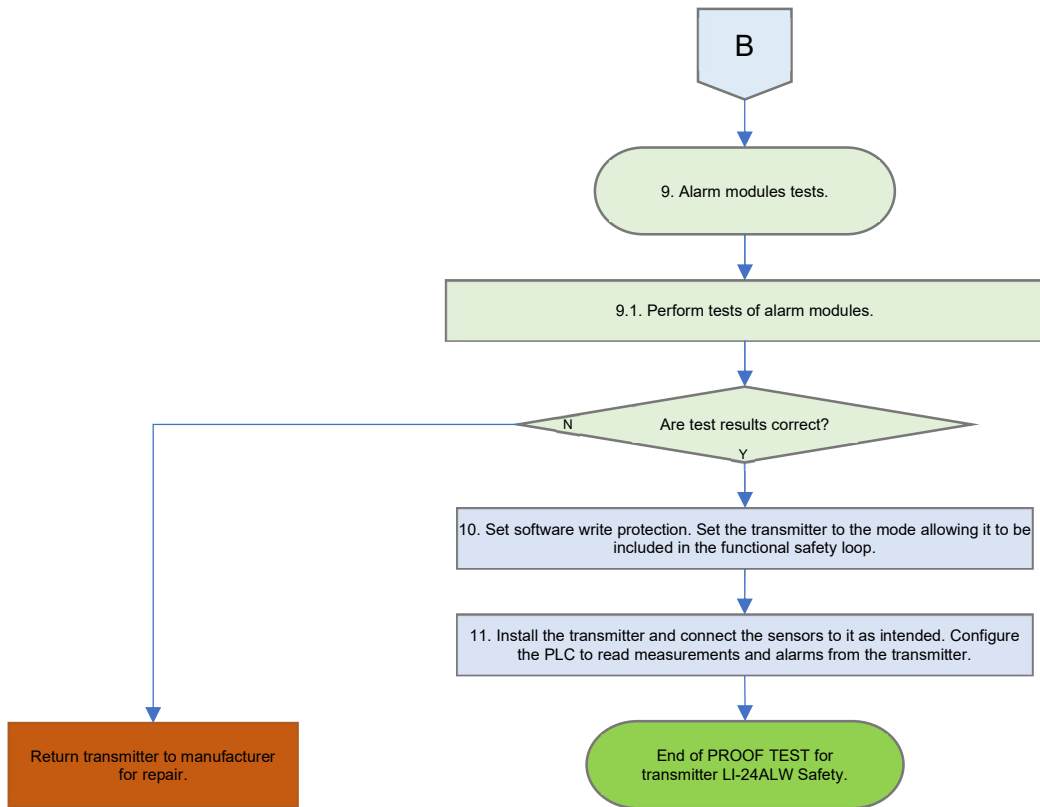 B
9. Alarm modules tests.
9.1. Perform tests of alarm modules.
N
Are test results correct?
Y
10. Set software write protection. Set the transmitter to the mode allowing it to be
included in the functional safety loop.
11. Install the transmitter and connect the sensors to it as intended. Configure
the PLC to read measurements and alarms from the transmitter.
Return transmitter to manufacturer
for repair.
End of PROOF TEST for
transmitter LI-24ALW Safety.